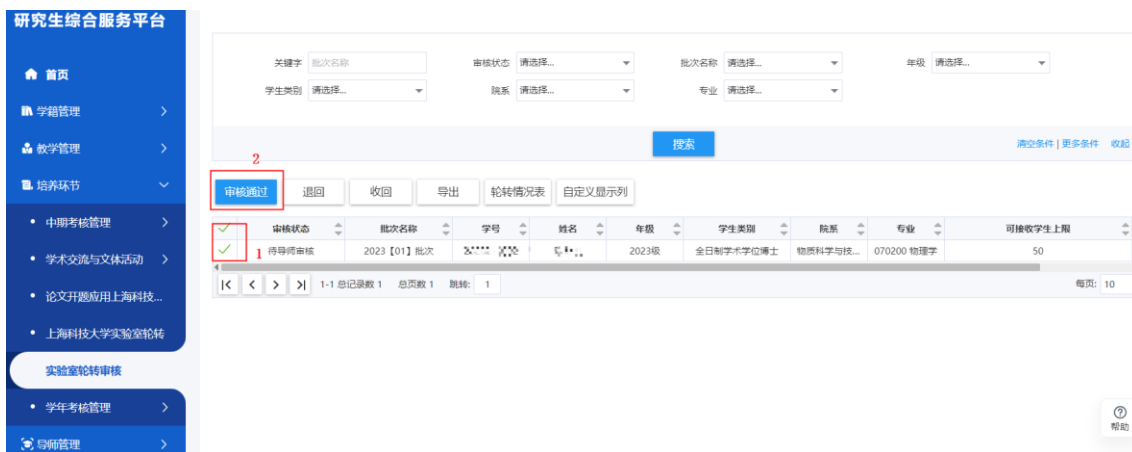 研究生综合服务平台
首页
学籍管理
教学管理
培养环节
中期考核管理
学术交流与文体活动
论文开题应用上海科技...
上海科技大学实验室轮转
实验室轮转审核
学年考核管理
导师管理
关键字 批次名称 审核状态 请选择... 批次名称 请选择... 年级 请选择...
学生类别 请选择... 院系 请选择... 专业 请选择...
搜索 清空条件 | 更多条件 收起
2
审核通过 退回 收回 导出 轮转情况表 自定义显示列
审核状态 批次名称 学号 姓名 年级 学生类别 院系 专业 可接收学生上限
1 待导师审核 2023【01】批次 2023级 全日制学术学位博士 物质科学与技... 070200 物理学 50
1-1 总记录数 1 总页数 1 跳转: 1 每页: 10
帮助